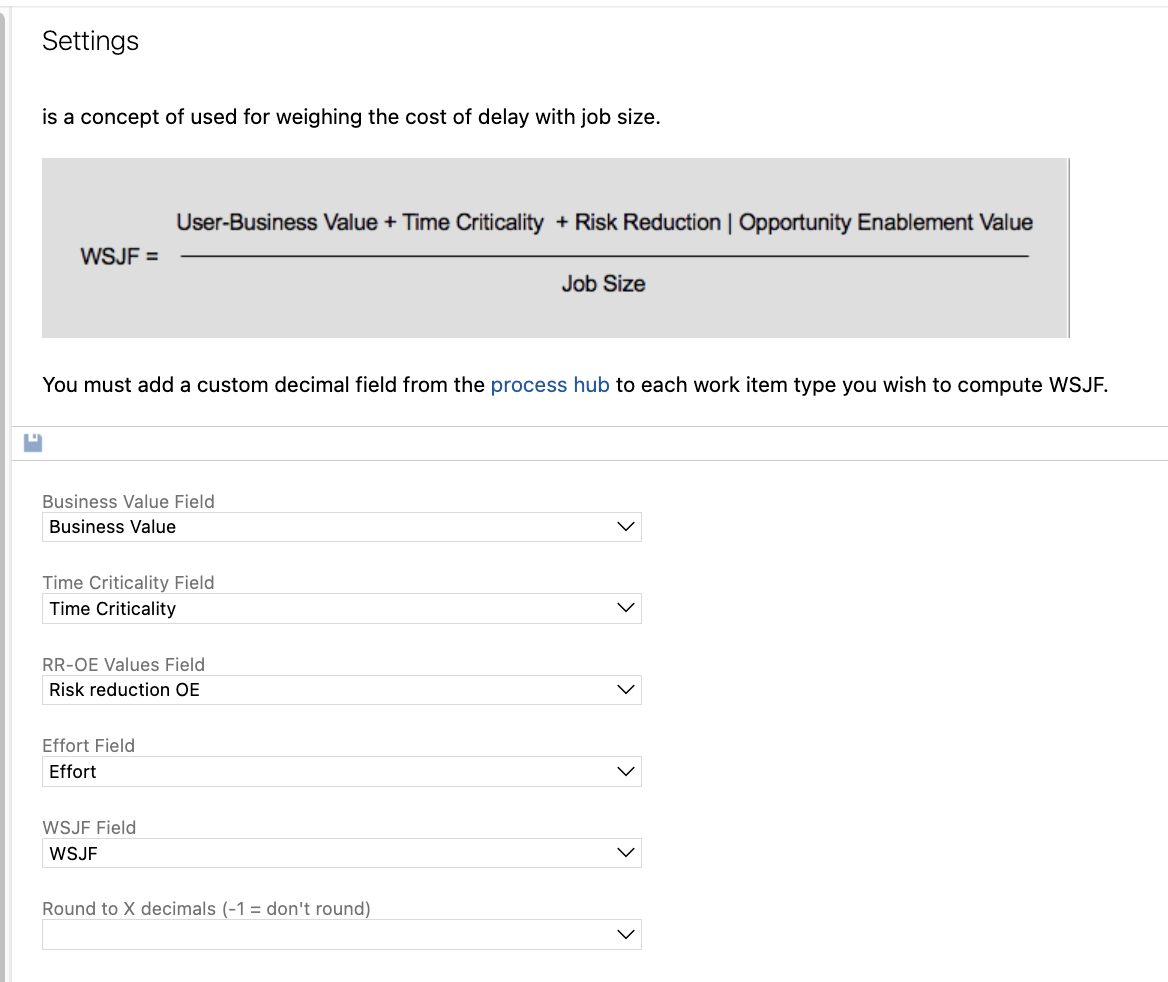 Settings
is a concept of used for weighing the cost of delay with job size.
User-Business Value + Time Criticality + Risk Reduction | Opportunity Enablement Value
WSJF =
Job Size
You must add a custom decimal field from the process hub to each work item type you wish to compute WSJF.
Business Value Field
Business Value
Time Criticality Field
Time Criticality
RR-OE Values Field
Risk reduction OE
Effort Field
Effort
WSJF Field
WSJF
Round to X decimals (-1 = don't round)